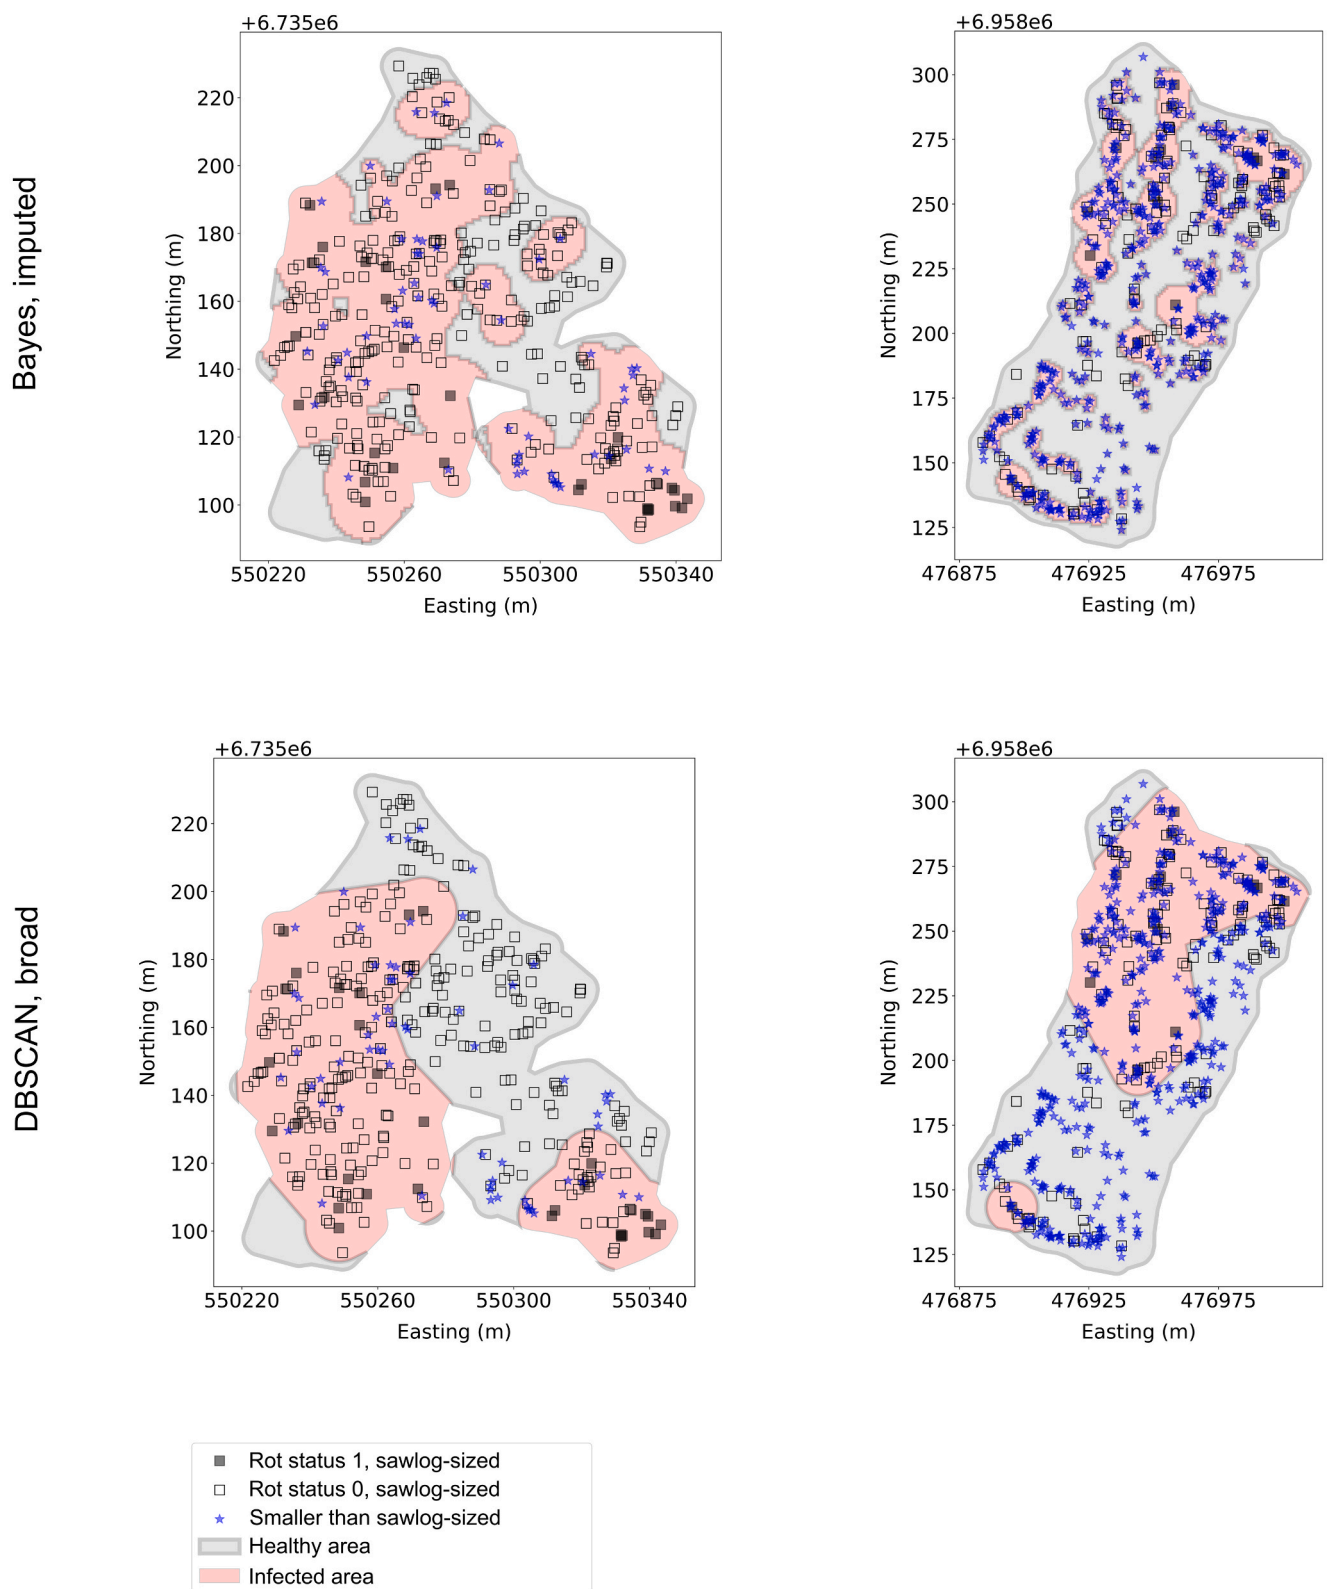 +6.735e6
+6.958e6
Bayes, imputed
Northing (m)
220
200
180
160
140
120
100
550220 550260 550300 550340
Easting (m)
Northing (m)
300
275
250
225
200
175
150
125
476875 476925 476975
Easting (m)
+6.735e6
+6.958e6
DBSCAN, broad
Northing (m)
220
200
180
160
140
120
100
550220 550260 550300 550340
Easting (m)
Northing (m)
300
275
250
225
200
175
150
125
476875 476925 476975
Easting (m)
Rot status 1, sawlog-sized
Rot status 0, sawlog-sized
Smaller than sawlog-sized
Healthy area
Infected area